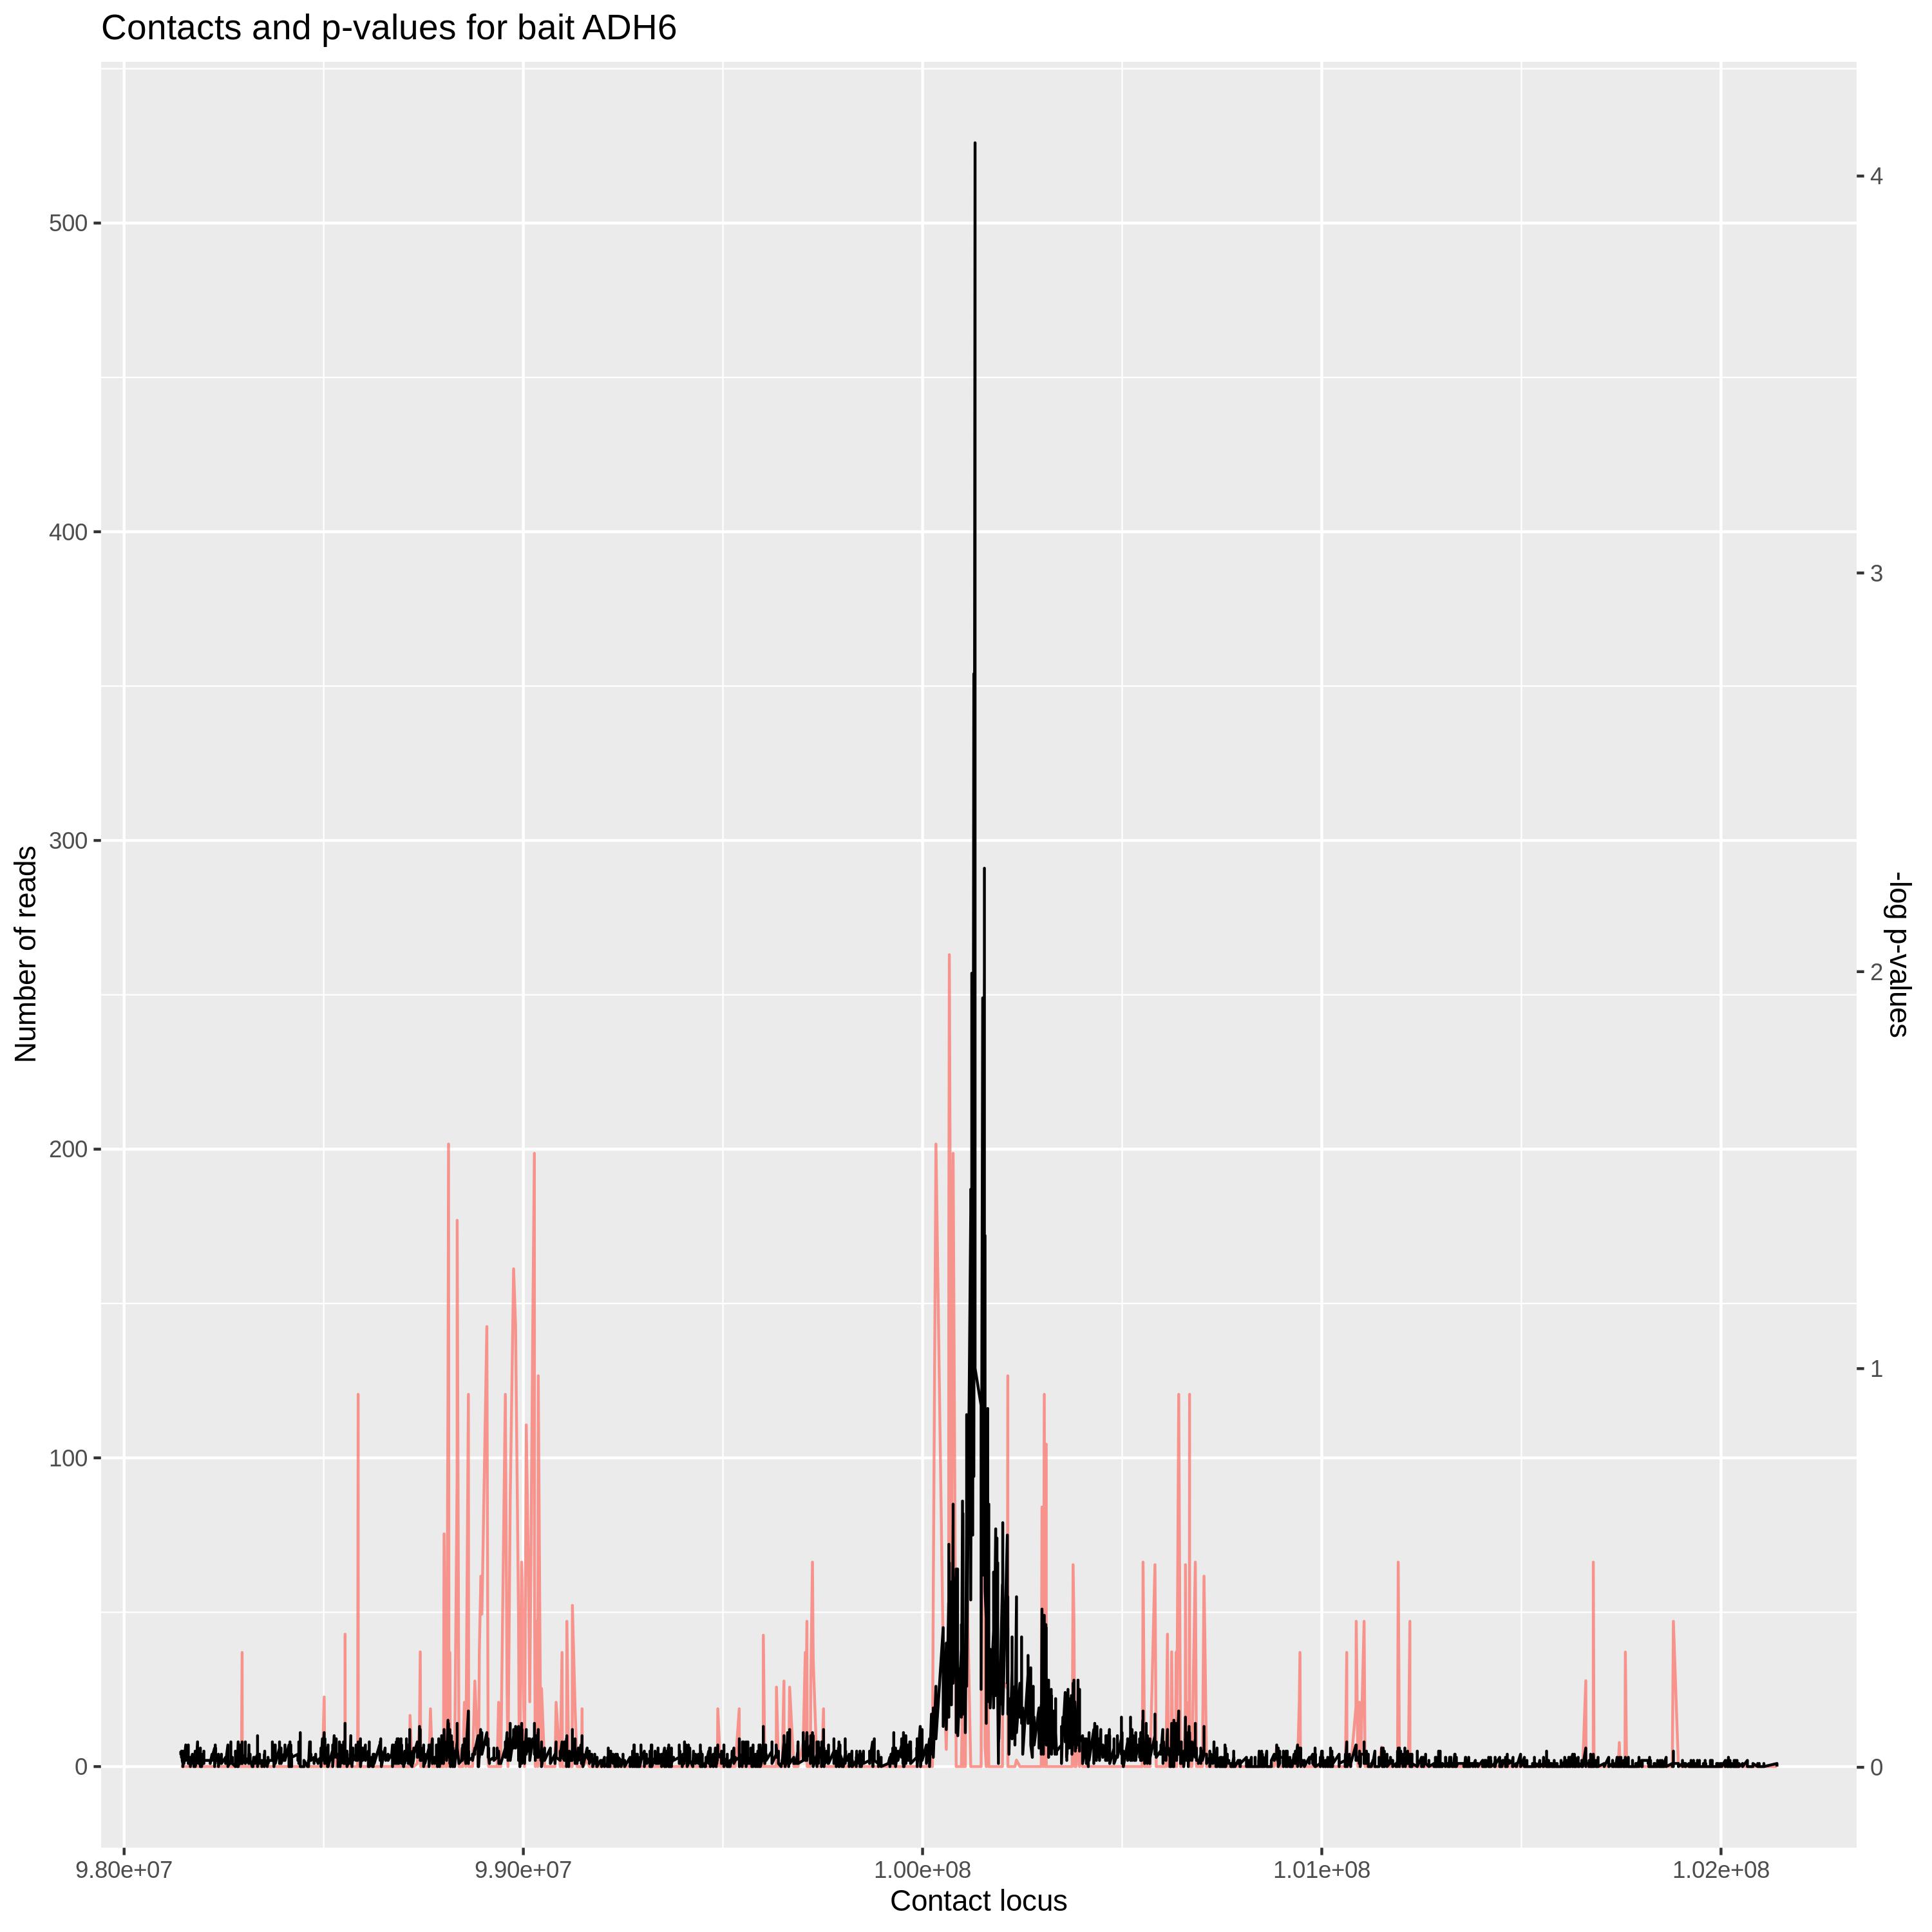 Contacts and p-values for bait ADH6
500
400
300
200
100
0
Number of reads
4
3
2
1
0
-log p-values
9.80e+07 9.90e+07 1.00e+08 1.01e+08 1.02e+08
Contact locus